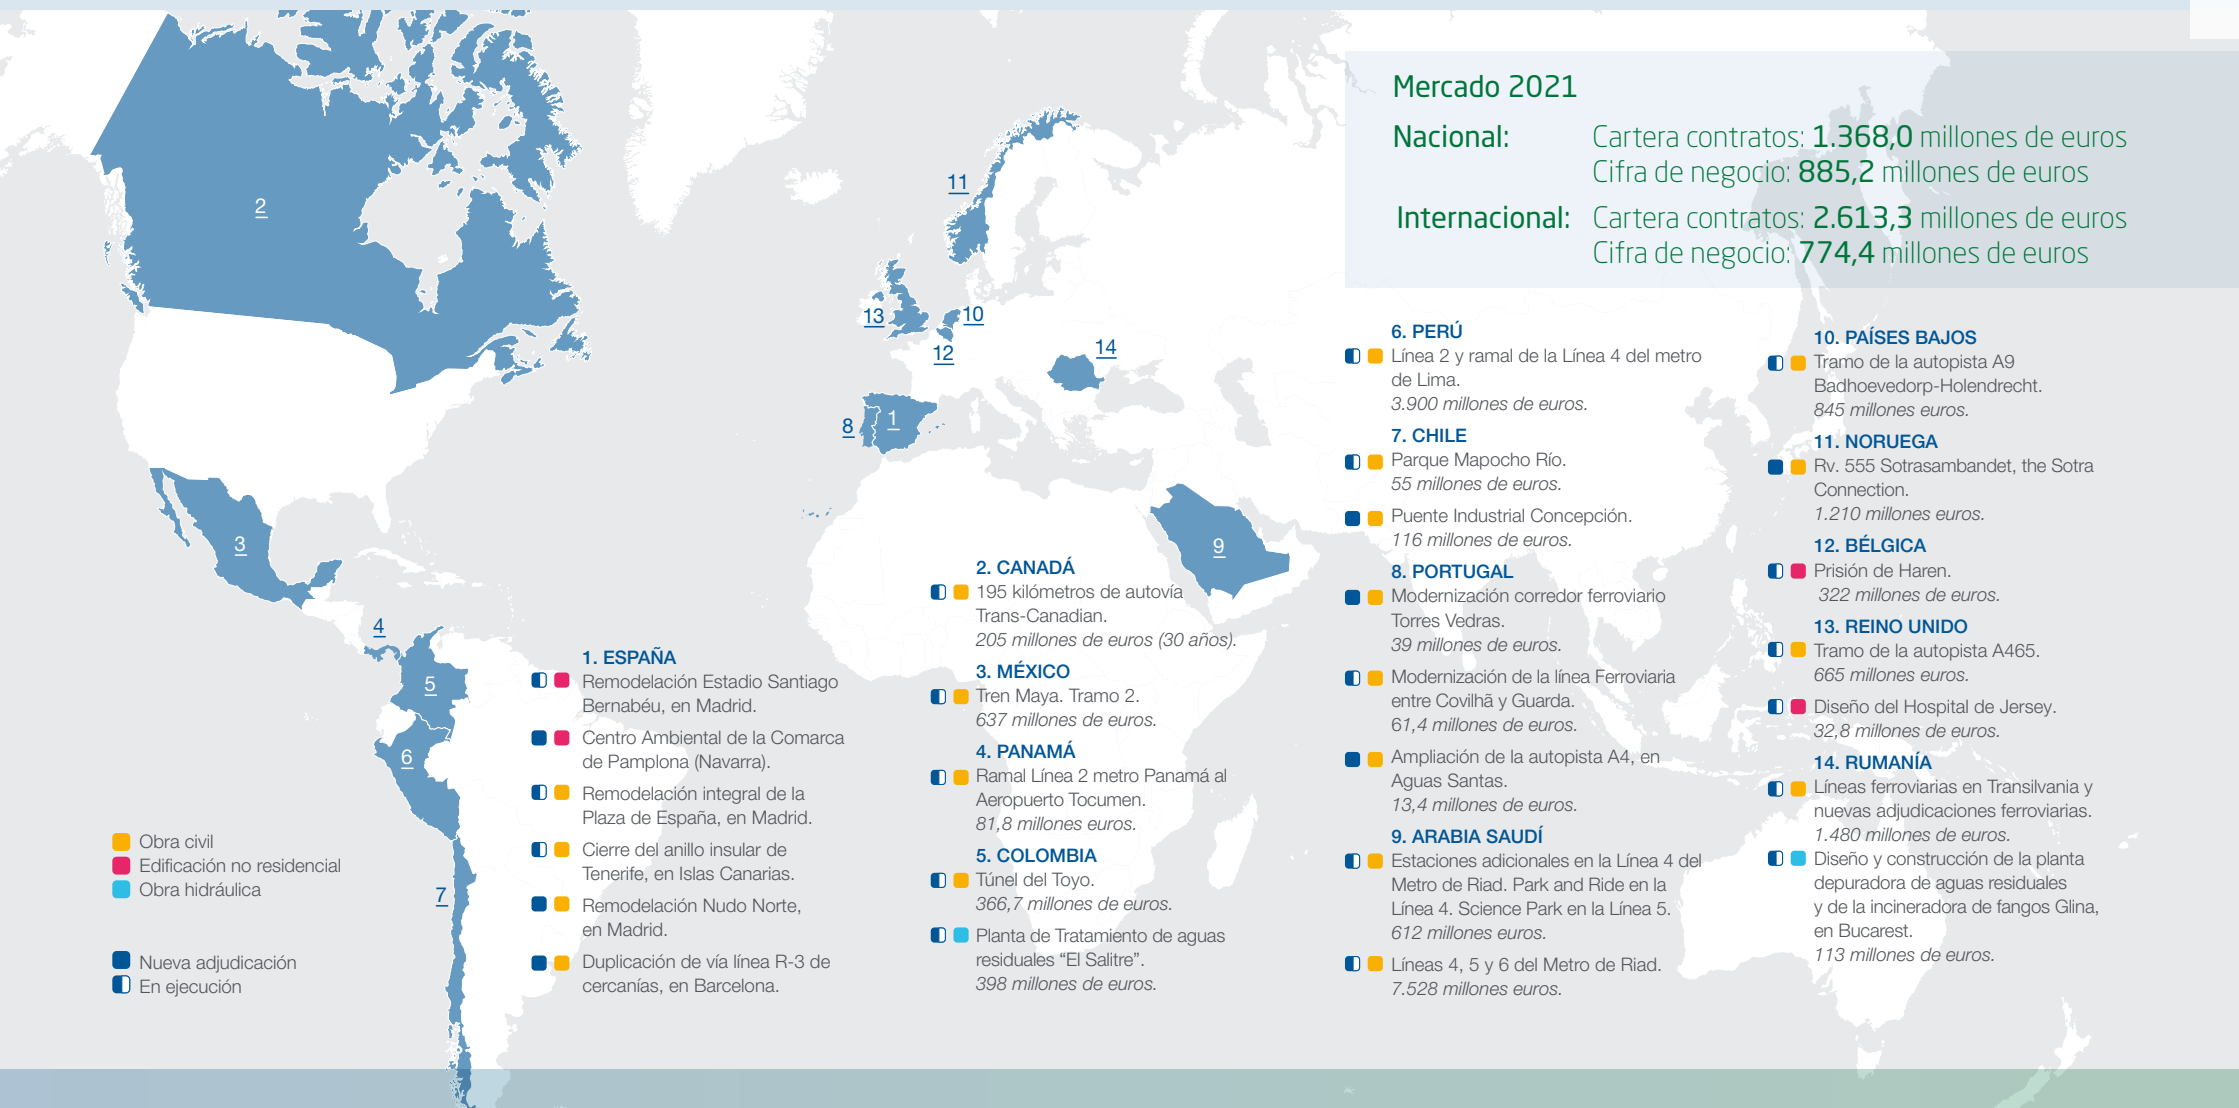 Mercado 2021
Nacional: Cartera contratos: 1.368,0 millones de euros
Cifra de negocio: 885,2 millones de euros
Internacional: Cartera contratos: 2.613,3 millones de euros
Cifra de negocio: 774,4 millones de euros
2
3
4
5
6
7
11
13
10
12
14
8
1
9
Obra civil
Edificación no residencial
Obra hidráulica
Nueva adjudicación
En ejecución
1. ESPAÑA
Remodelación Estadio Santiago
Bernabéu, en Madrid.
Centro Ambiental de la Comarca
de Pamplona (Navarra).
Remodelación integral de la
Plaza de España, en Madrid.
Cierre del anillo insular de
Tenerife, en Islas Canarias.
Remodelación Nudo Norte,
en Madrid.
Duplicación de vía línea R-3 de
cercanías, en Barcelona.
2. CANADÁ
195 kilómetros de autovía
Trans-Canadian.
205 millones de euros (30 años).
3. MÉXICO
Tren Maya. Tramo 2.
637 millones de euros.
4. PANAMÁ
Ramal Línea 2 metro Panamá al
Aeropuerto Tocumen.
81,8 millones euros.
5. COLOMBIA
Túnel del Toyo.
366,7 millones de euros.
Planta de Tratamiento de aguas
residuales “El Salitre”.
398 millones de euros.
6. PERÚ
Línea 2 y ramal de la Línea 4 del metro
de Lima.
3.900 millones de euros.
7. CHILE
Parque Mapocho Río.
55 millones de euros.
Puente Industrial Concepción.
116 millones de euros.
8. PORTUGAL
Modernización corredor ferroviario
Torres Vedras.
39 millones de euros.
Modernización de la línea Ferroviaria
entre Covilhã y Guarda.
61,4 millones de euros.
Ampliación de la autopista A4, en
Aguas Santas.
13,4 millones de euros.
9. ARABIA SAUDÍ
Estaciones adicionales en la Línea 4 del
Metro de Riad. Park and Ride en la
Línea 4. Science Park en la Línea 5.
612 millones euros.
Líneas 4, 5 y 6 del Metro de Riad.
7.528 millones euros.
10. PAÍSES BAJOS
Tramo de la autopista A9
Badhoevedorp-Holendrecht.
845 millones euros.
11. NORUEGA
Rv. 555 Sotrasambandet, the Sotra
Connection.
1.210 millones euros.
12. BÉLGICA
Prisión de Haren.
322 millones de euros.
13. REINO UNIDO
Tramo de la autopista A465.
665 millones euros.
Diseño del Hospital de Jersey.
32,8 millones de euros.
14. RUMANÍA
Líneas ferroviarias en Transilvania y
nuevas adjudicaciones ferroviarias.
1.480 millones de euros.
Diseño y construcción de la planta
depuradora de aguas residuales
y de la incineradora de fangos Glina,
en Bucarest.
113 millones de euros.